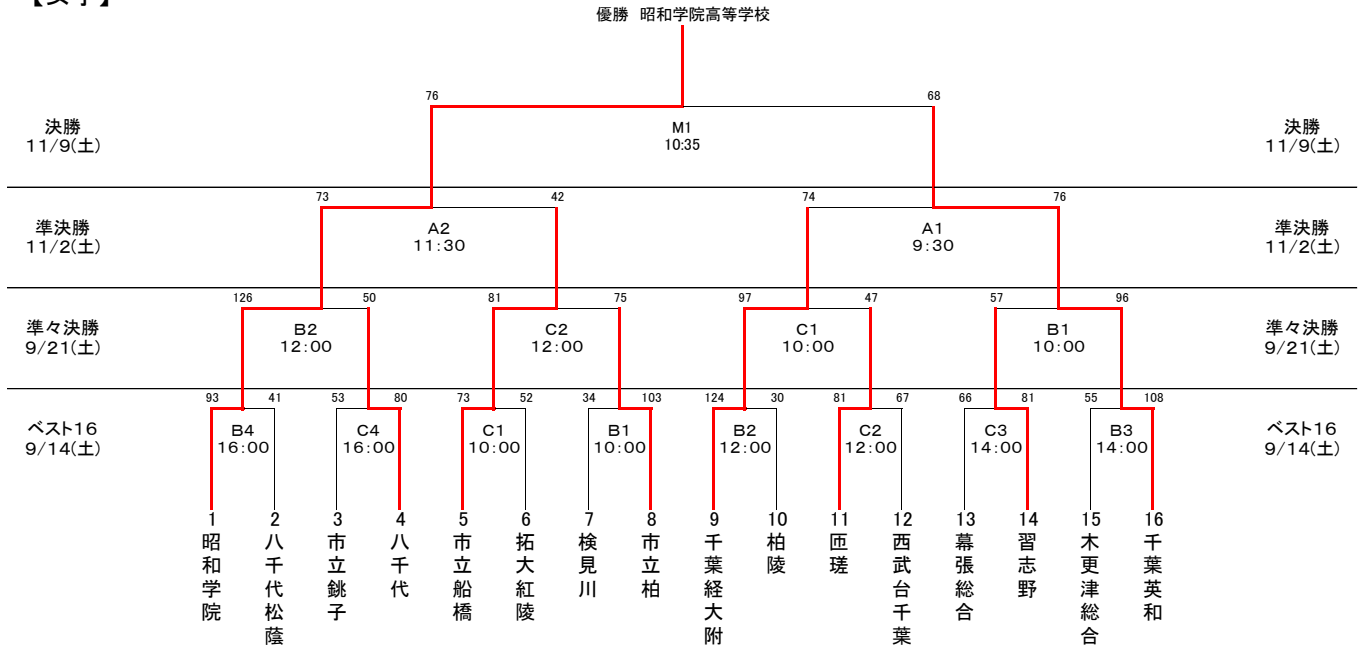 【女子】
優勝 昭和学院高等学校
76 68
決勝
11/9(土)
M1
10:35
決勝
11/9(土)
73 42 74 76
準決勝
11/2(土)
A2
11:30
A1
9:30
準決勝
11/2(土)
126 50 81 75 97 47 57 96
準々決勝
9/21(土)
B2
12:00
C2
12:00
C1
10:00
B1
10:00
準々決勝
9/21(土)
93 41 53 80 73 52 34 103 124 30 81 67 66 81 55 108
ベスト16
9/14(土)
B4
16:00
C4
16:00
C1
10:00
B1
10:00
B2
12:00
C2
12:00
C3
14:00
B3
14:00
ベスト16
9/14(土)
1 2 3 4 5 6 7 8 9 10 11 12 13 14 15 16
昭和学院
八千代松蔭
市立銚子
八千代
市立船橋
拓大紅陵
検見川
市立柏
千葉経大附
柏陵
匝瑳
西武台千葉
幕張総合
習志野
木更津総合
千葉英和